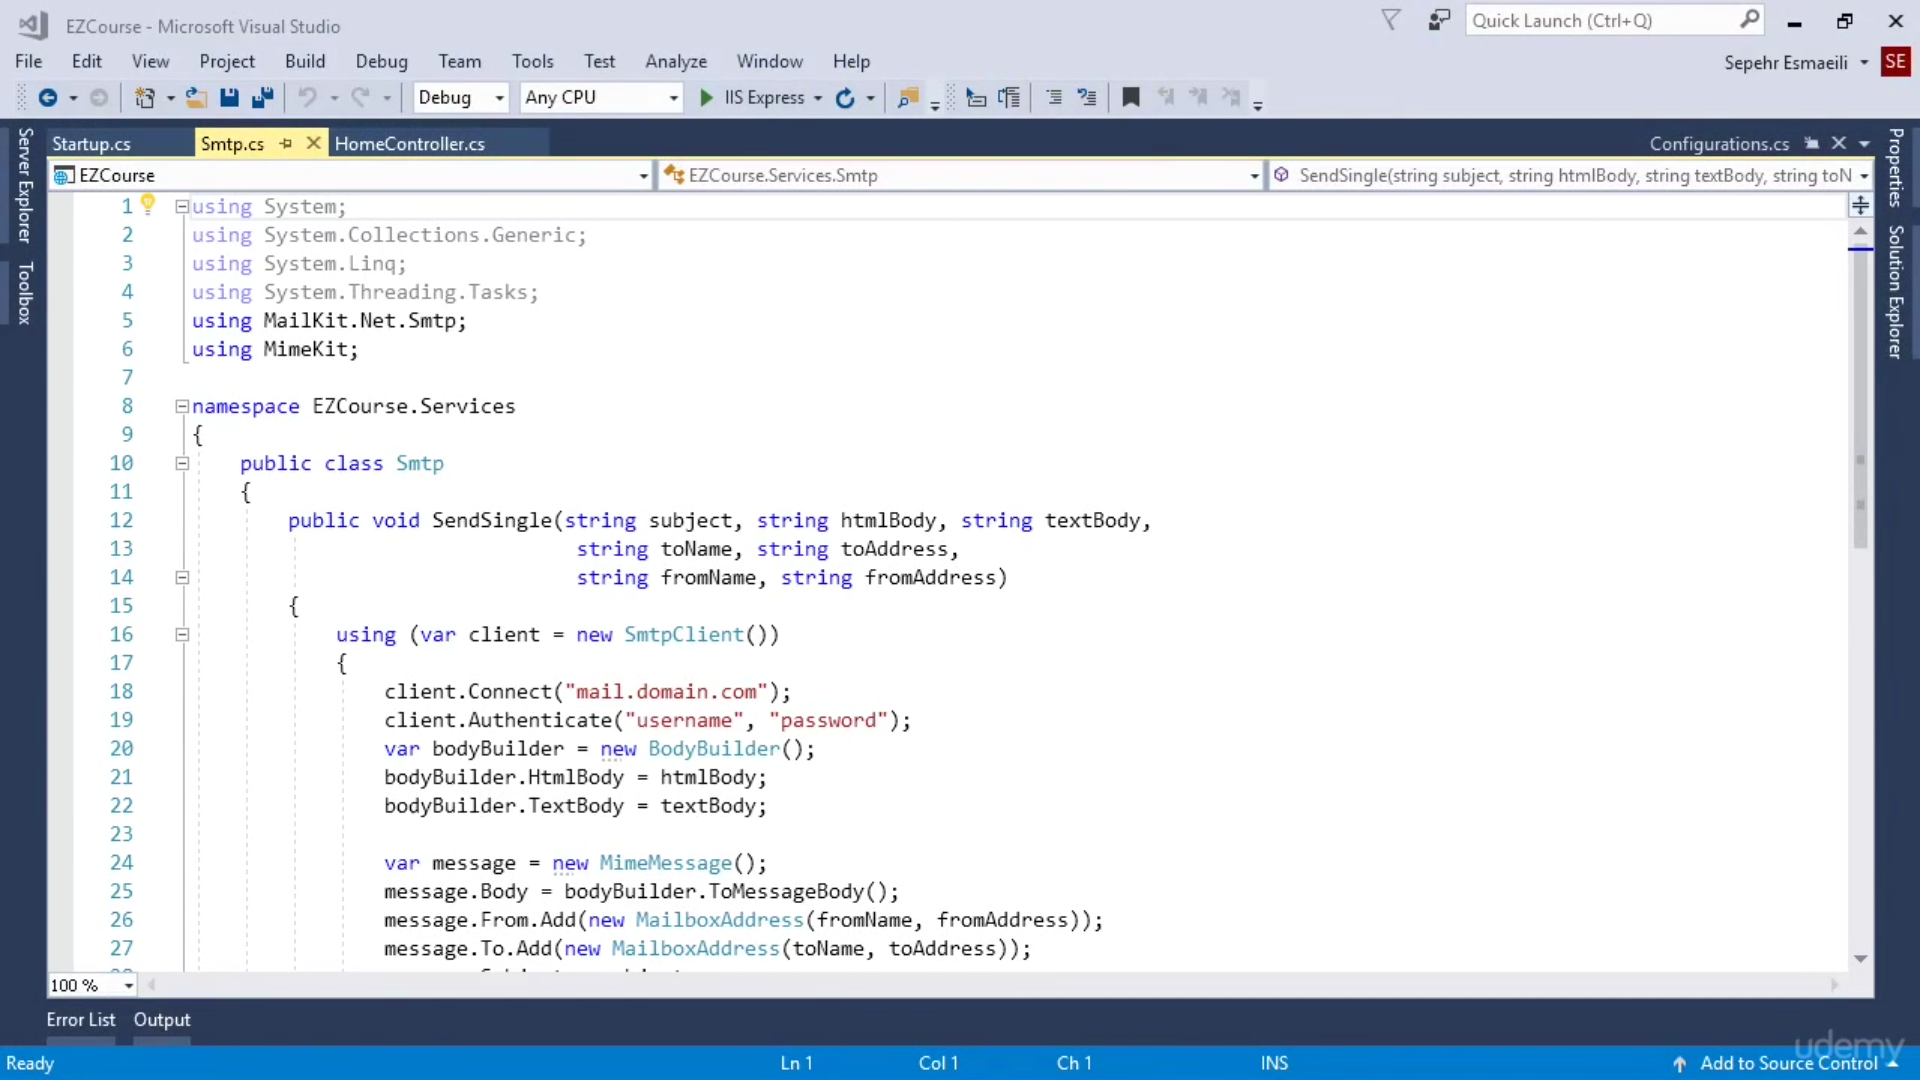 EZCourse - Microsoft Visual Studio
Quick Launch (Ctrl+Q)
File Edit View Project Build Debug Team Tools Test Analyze Window Help
Sepehr Esmaeili SE
Debug Any CPU IIS Express
Startup.cs Smtp.cs HomeController.cs Configurations.cs
EZCourse EZCourse.Services.Smtp SendSingle(string subject, string htmlBody, string textBody, string toN
Server Explorer
Toolbox
Properties
Solution Explorer
1 using System;
2 using System.Collections.Generic;
3 using System.Linq;
4 using System.Threading.Tasks;
5 using MailKit.Net.Smtp;
6 using MimeKit;
7
8 namespace EZCourse.Services
9 {
10 public class Smtp
11 {
12 public void SendSingle(string subject, string htmlBody, string textBody,
13 string toName, string toAddress,
14 string fromName, string fromAddress)
15 {
16 using (var client = new SmtpClient())
17 {
18 client.Connect("mail.domain.com");
19 client.Authenticate("username", "password");
20 var bodyBuilder = new BodyBuilder();
21 bodyBuilder.HtmlBody = htmlBody;
22 bodyBuilder.TextBody = textBody;
23
24 var message = new MimeMessage();
25 message.Body = bodyBuilder.ToMessageBody();
26 message.From.Add(new MailboxAddress(fromName, fromAddress));
27 message.To.Add(new MailboxAddress(toName, toAddress));
100 %
Error List Output
Ready Ln 1 Col 1 Ch 1 INS Add to Source Control
udemy